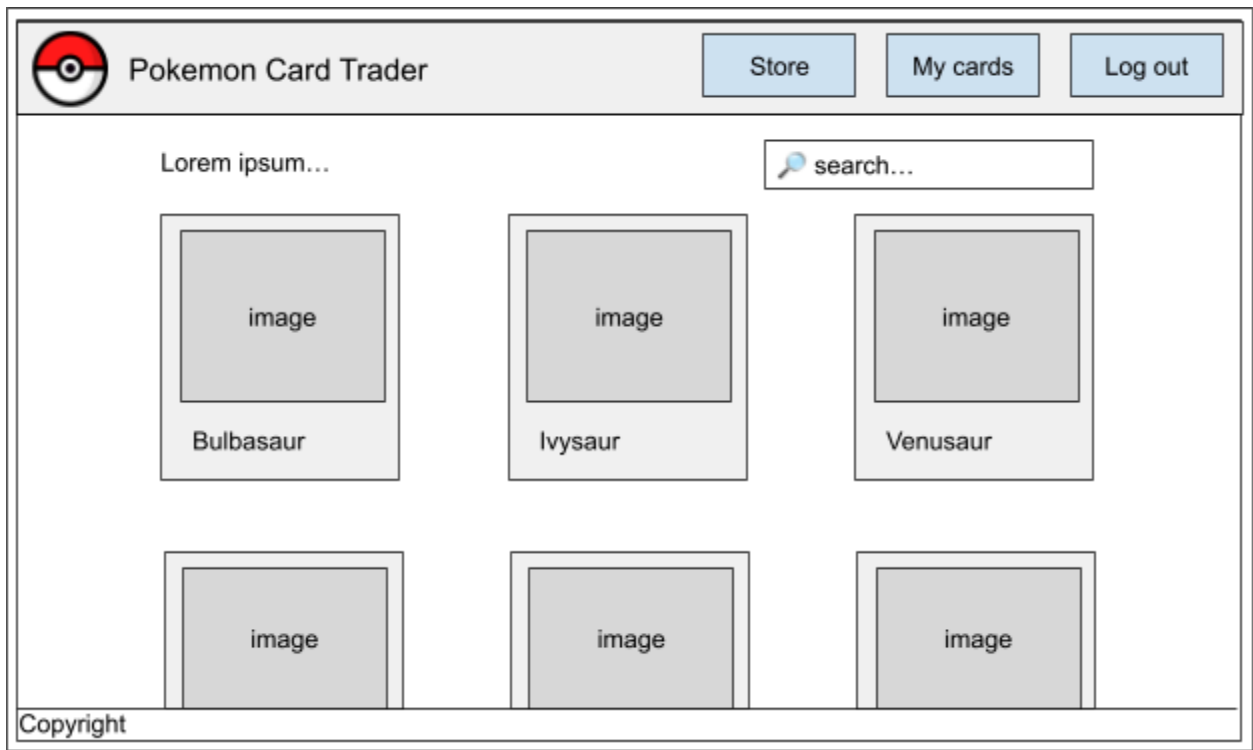 Pokemon Card Trader
Store
My cards
Log out
Lorem ipsum…
search…
image
image
image
Bulbasaur
Ivysaur
Venusaur
image
image
image
Copyright